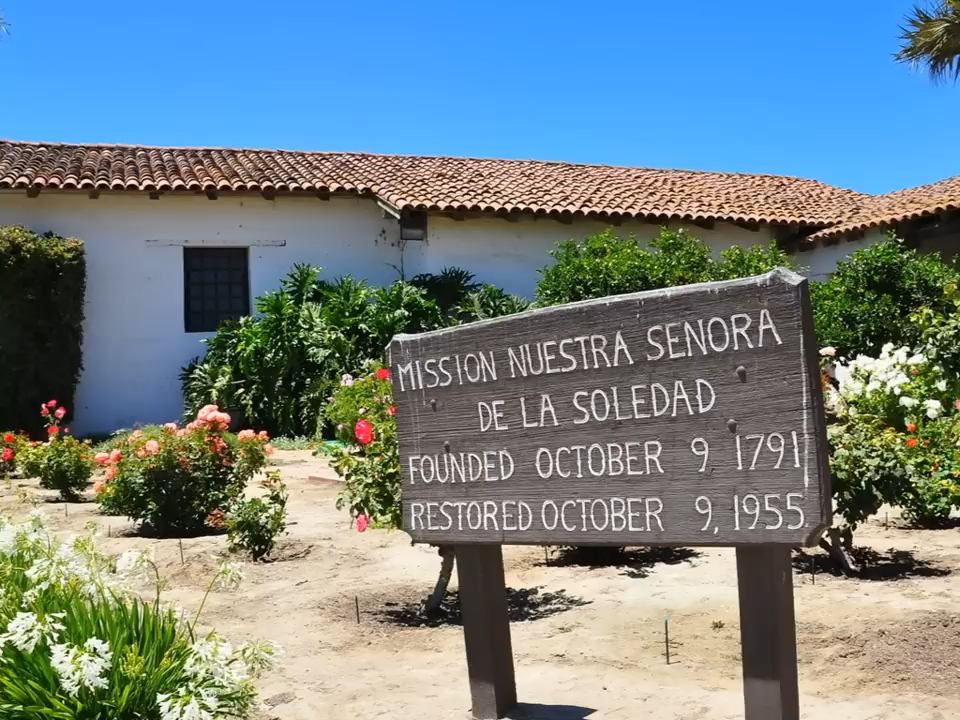 MISSION NUESTRA SENORA
DE LA SOLEDAD
FOUNDED OCTOBER 9, 1791
RESTORED OCTOBER 9, 1955